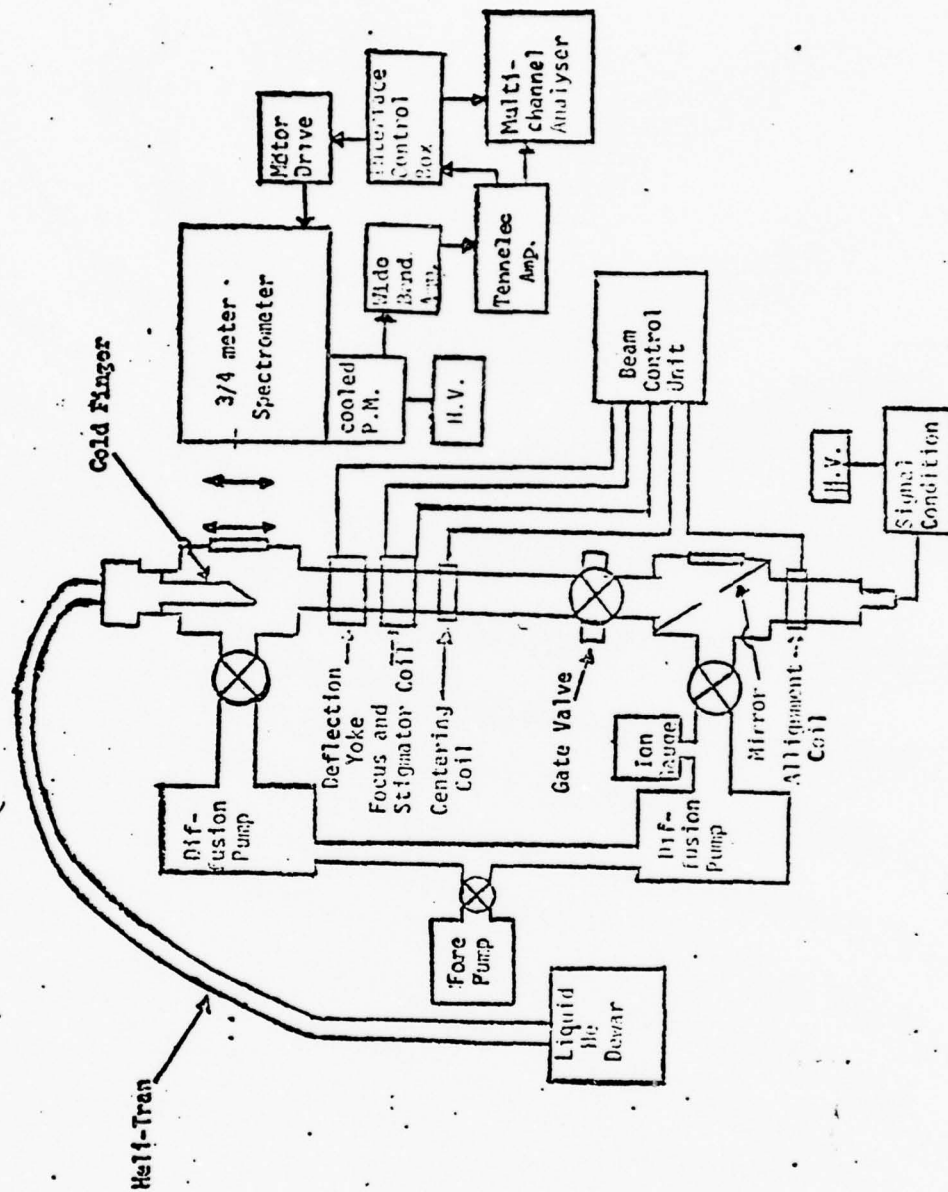 Heli-Tran
Cold Finger
3/4 meter
Spectrometer
Motor
Drive
Interface
Control
Box
Multi-
channel
Analyser
cooled
P.M.
Wide
Band.
Amp.
Tennelec
Amp.
H.V.
Dif-
fusion
Pump
Deflection
Yoke
Focus and
Stigmator Coil
Centering
Coil
Beam
Control
Unit
Fore
Pump
Gate Valve
Liquid
He
Dewar
Dif-
fusion
Pump
Ion
Gauge
Mirror
Allignment
Coil
H.V.
Signal
Condition